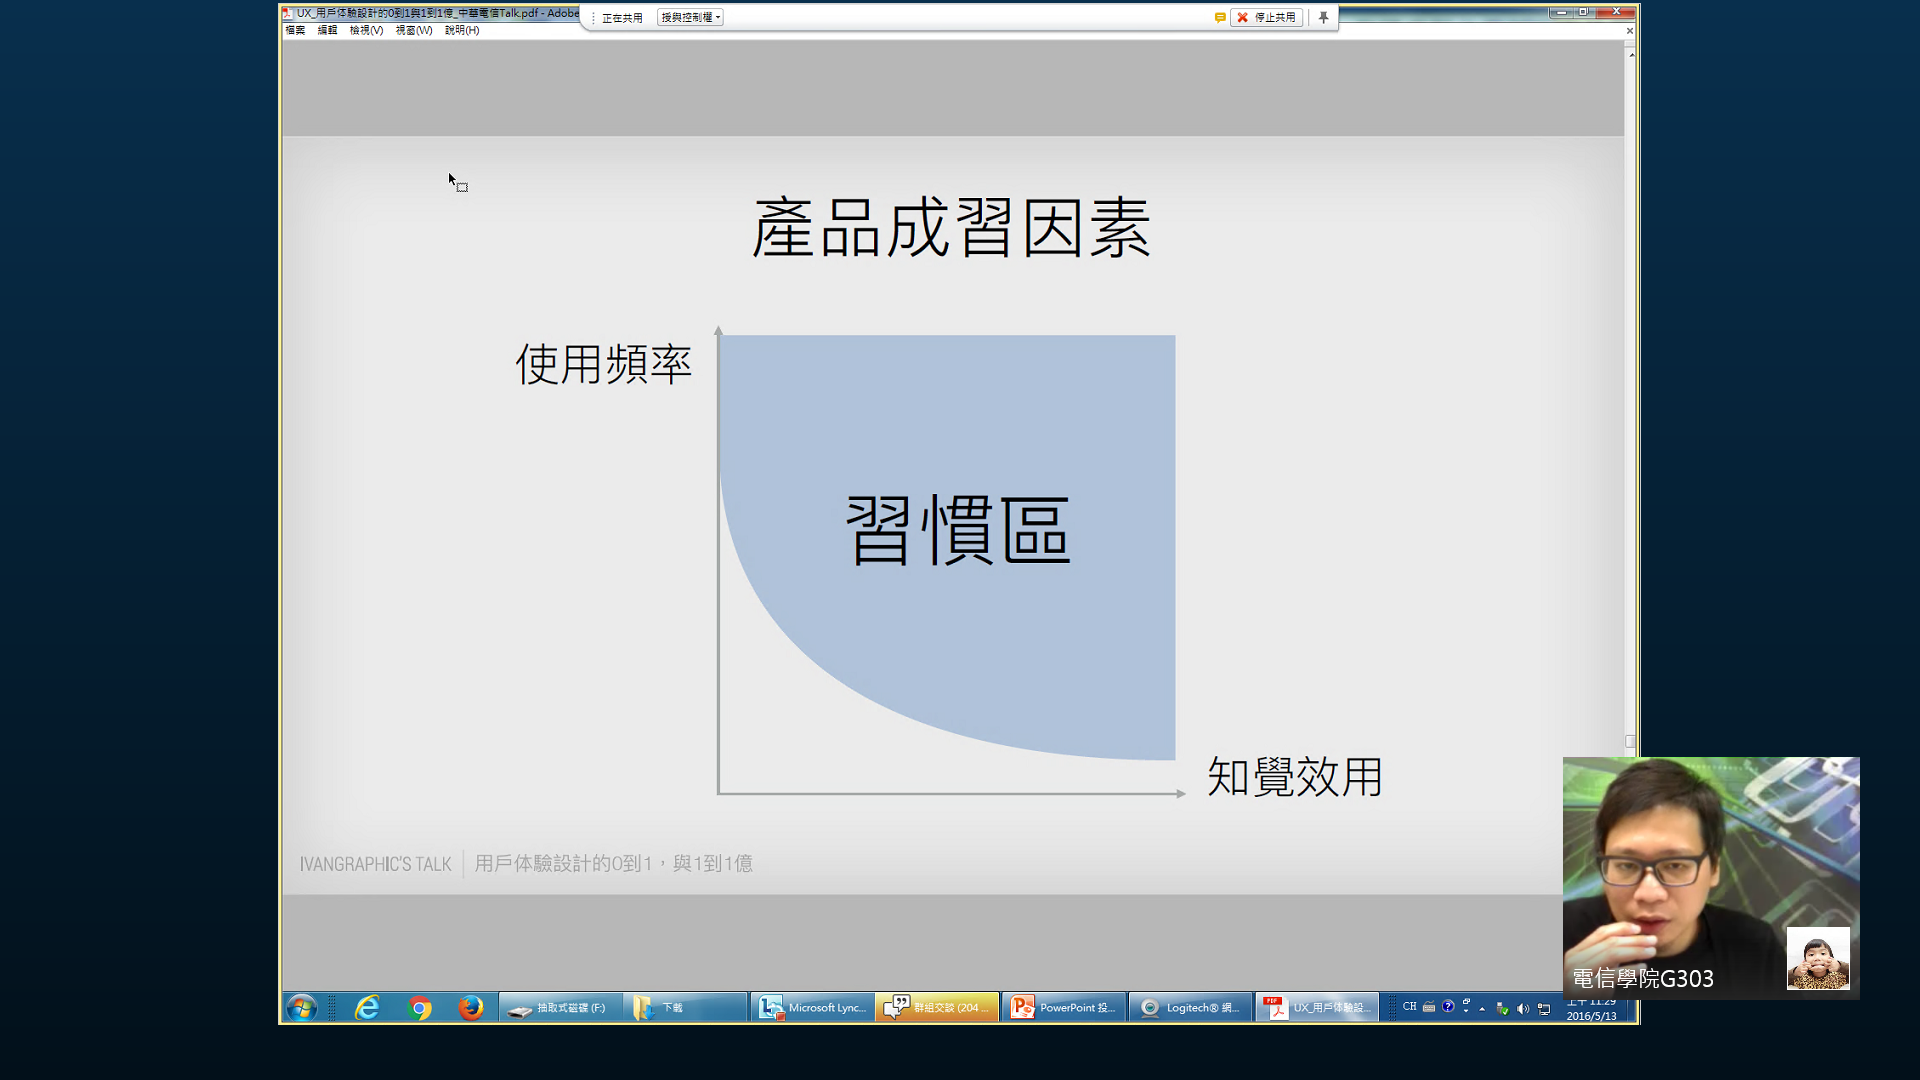 UX_用戶体驗設計的0到1與1到1億_中華電信Talk.pdf - Adobe
正在共用 授與控制權 停止共用
檔案 編輯 檢視(V) 視窗(W) 說明(H)
產品成習因素
使用頻率
習慣區
知覺效用
IVANGRAPHIC'S TALK 用戶体驗設計的0到1，與1到1億
電信學院G303
抽取式磁碟 (F:) 下載 Microsoft Lync... 群組交談 (204 ... PowerPoint 投... Logitech® 網... UX_用戶体驗設... CH
上午 11:29
2016/5/13